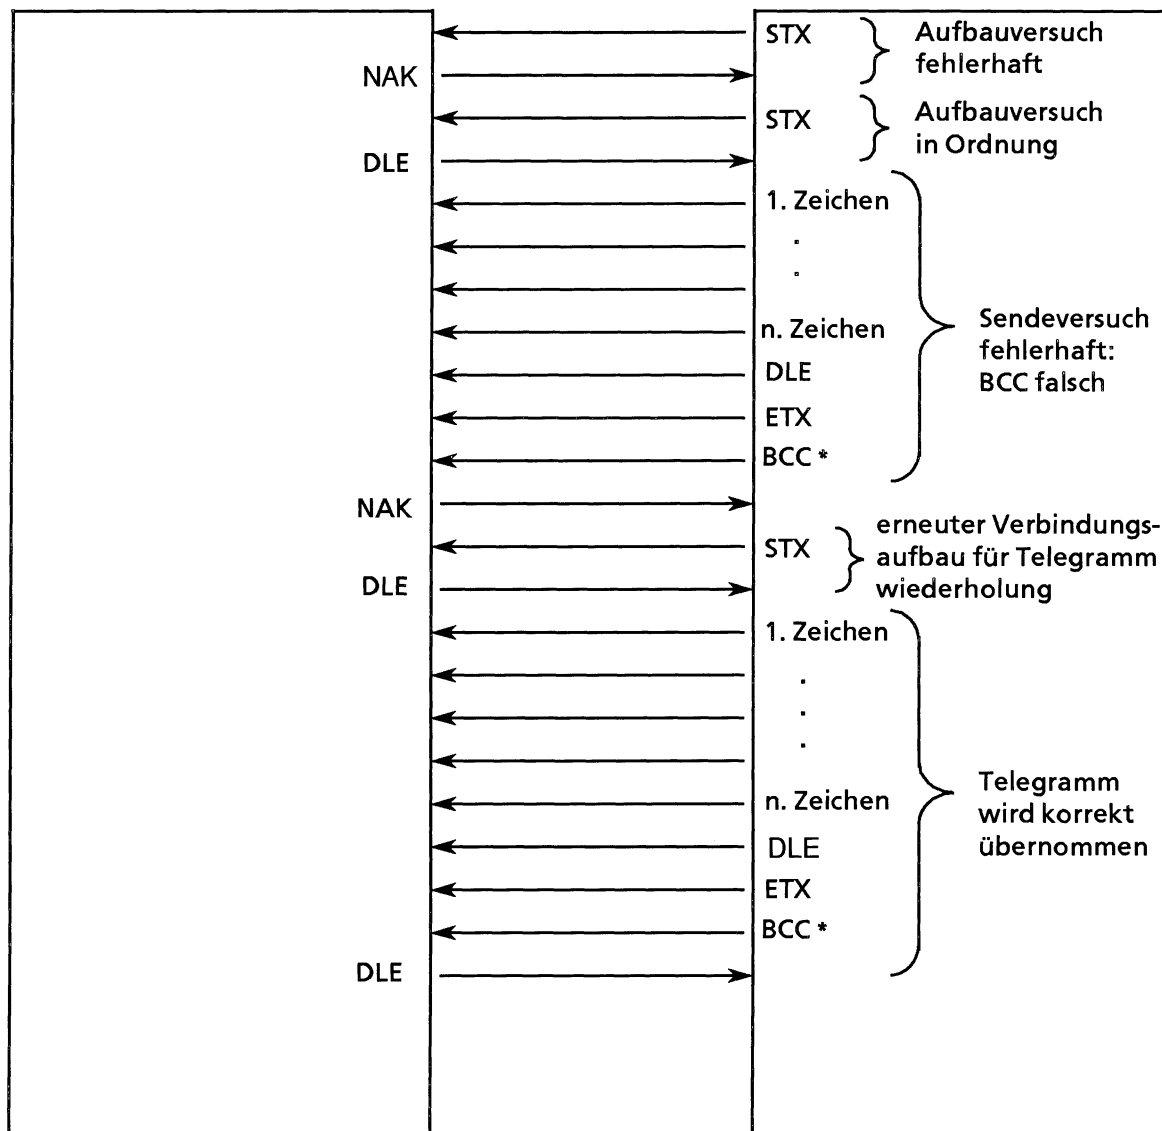 STX
Aufbauversuch
fehlerhaft
NAK
STX
Aufbauversuch
in Ordnung
DLE
1. Zeichen
.
.
n. Zeichen
Sendeversuch
fehlerhaft:
BCC falsch
DLE
ETX
BCC *
NAK
STX
erneuter Verbindungs-
aufbau für Telegramm
wiederholung
DLE
1. Zeichen
.
.
.
n. Zeichen
Telegramm
wird korrekt
übernommen
DLE
ETX
BCC *
DLE